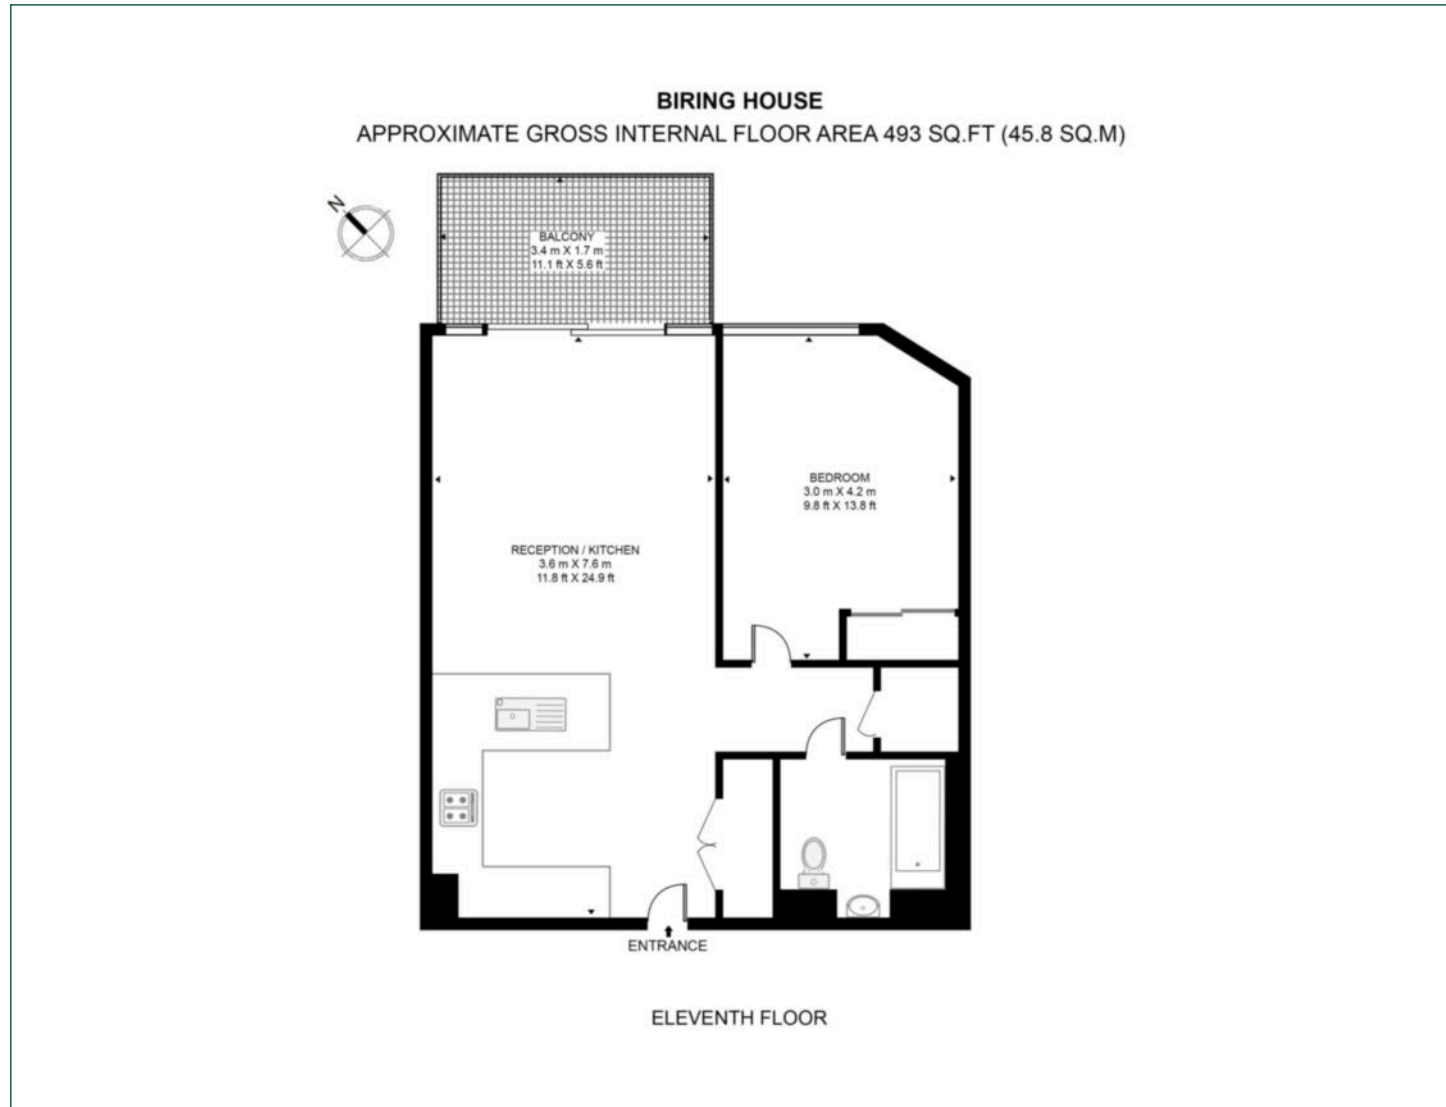 BIRING HOUSE
APPROXIMATE GROSS INTERNAL FLOOR AREA 493 SQ.FT (45.8 SQ.M)
N
BALCONY
3.4 m X 1.7 m
11.1 ft X 5.6 ft
BEDROOM
3.0 m X 4.2 m
9.8 ft X 13.8 ft
RECEPTION / KITCHEN
3.6 m X 7.6 m
11.8 ft X 24.9 ft
ENTRANCE
ELEVENTH FLOOR